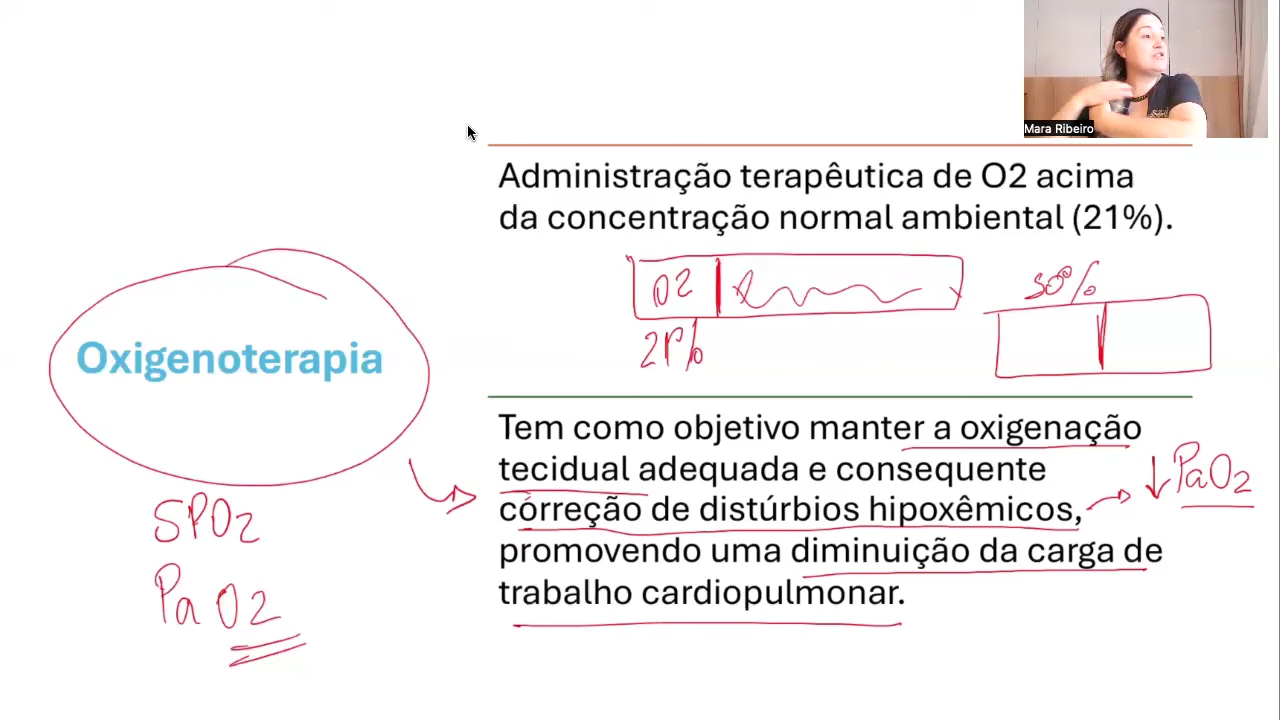 Mara Ribeiro
Administração terapêutica de O2 acima
da concentração normal ambiental (21%).
O2
21%
50%
Oxigenoterapia
Tem como objetivo manter a oxigenação
tecidual adequada e consequente
correção de distúrbios hipoxêmicos,
promovendo uma diminuição da carga de
trabalho cardiopulmonar.
↓ PaO2
SPO2
PaO2